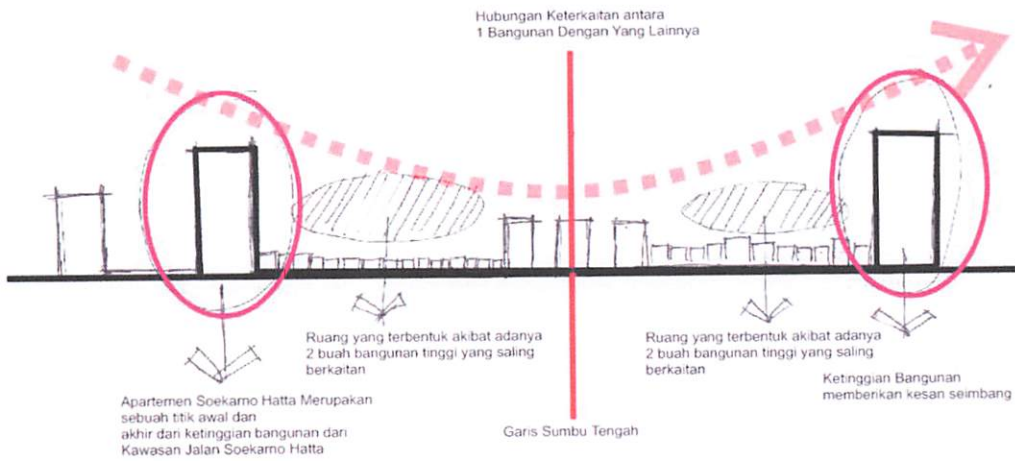 Hubungan Keterkaitan antara
1 Bangunan Dengan Yang Lainnya
Ruang yang terbentuk akibat adanya
2 buah bangunan tinggi yang saling
berkaitan
Ruang yang terbentuk akibat adanya
2 buah bangunan tinggi yang saling
berkaitan
Ketinggian Bangunan
memberikan kesan seimbang
Apartemen Soekarno Hatta Merupakan
sebuah titik awal dan
akhir dari ketinggian bangunan dari
Kawasan Jalan Soekarno Hatta
Garis Sumbu Tengah